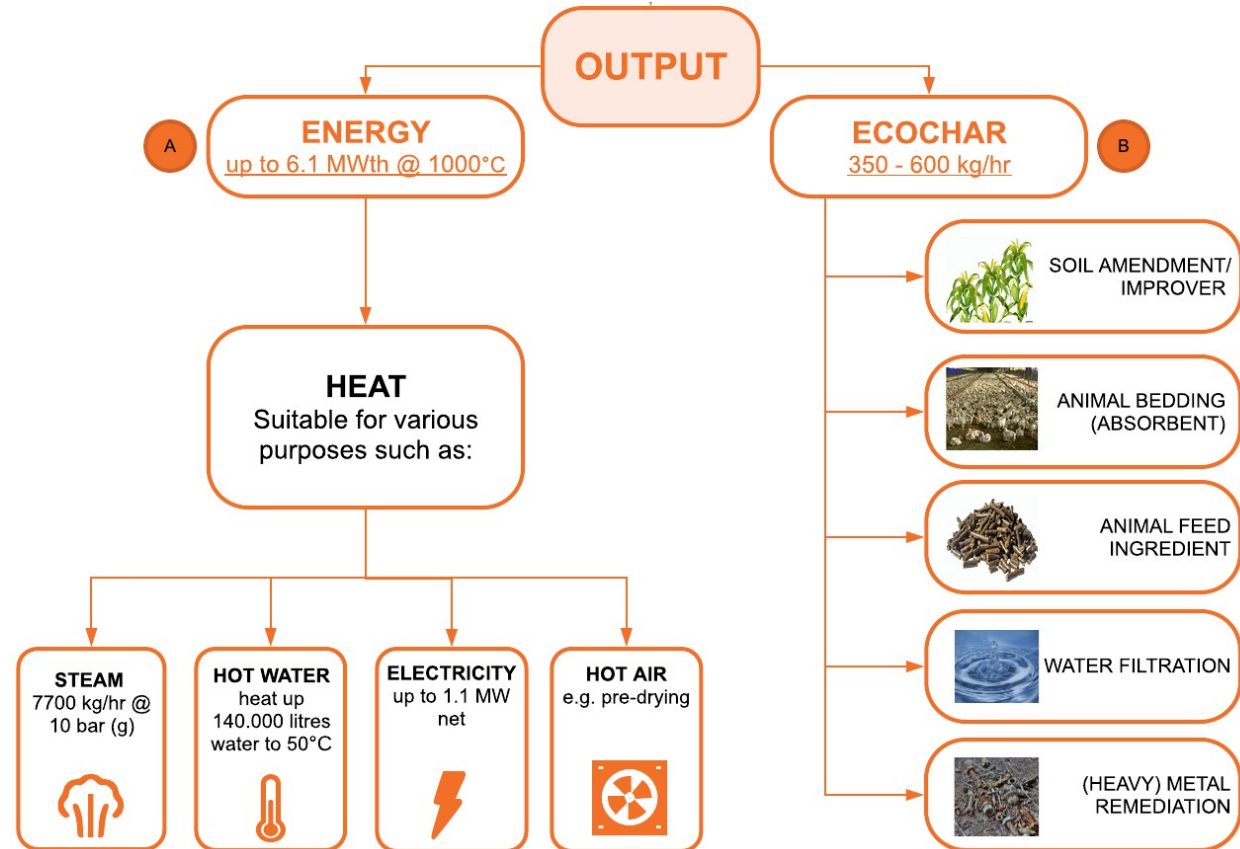 OUTPUT
A
ENERGY
up to 6.1 MWth @ 1000°C
ECOCHAR
350 - 600 kg/hr
B
HEAT
Suitable for various
purposes such as:
STEAM
7700 kg/hr @
10 bar (g)
HOT WATER
heat up
140.000 litres
water to 50°C
ELECTRICITY
up to 1.1 MW
net
HOT AIR
e.g. pre-drying
SOIL AMENDMENT/
IMPROVER
ANIMAL BEDDING
(ABSORBENT)
ANIMAL FEED
INGREDIENT
WATER FILTRATION
(HEAVY) METAL
REMEDIATION